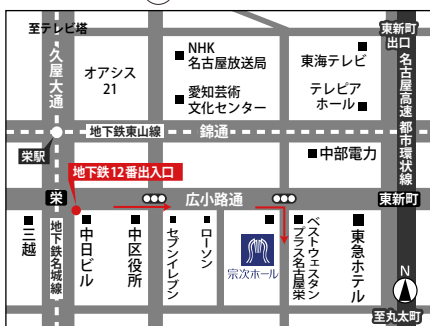 至テレビ塔
東新町
出口
久屋大通
オアシス
21
NHK
名古屋放送局
愛知芸術
文化センター
東海テレビ
テレピア
ホール
名古屋高速 都市環状線
地下鉄東山線
錦通
栄駅
中部電力
地下鉄12番出入口
栄
広小路通
東新町
三越
地下鉄名城線
中日ビル
中区役所
セブンイレブン
ローソン
宗次ホール
ベストウェスタン
プラス名古屋栄
東急ホテル
N
至丸太町